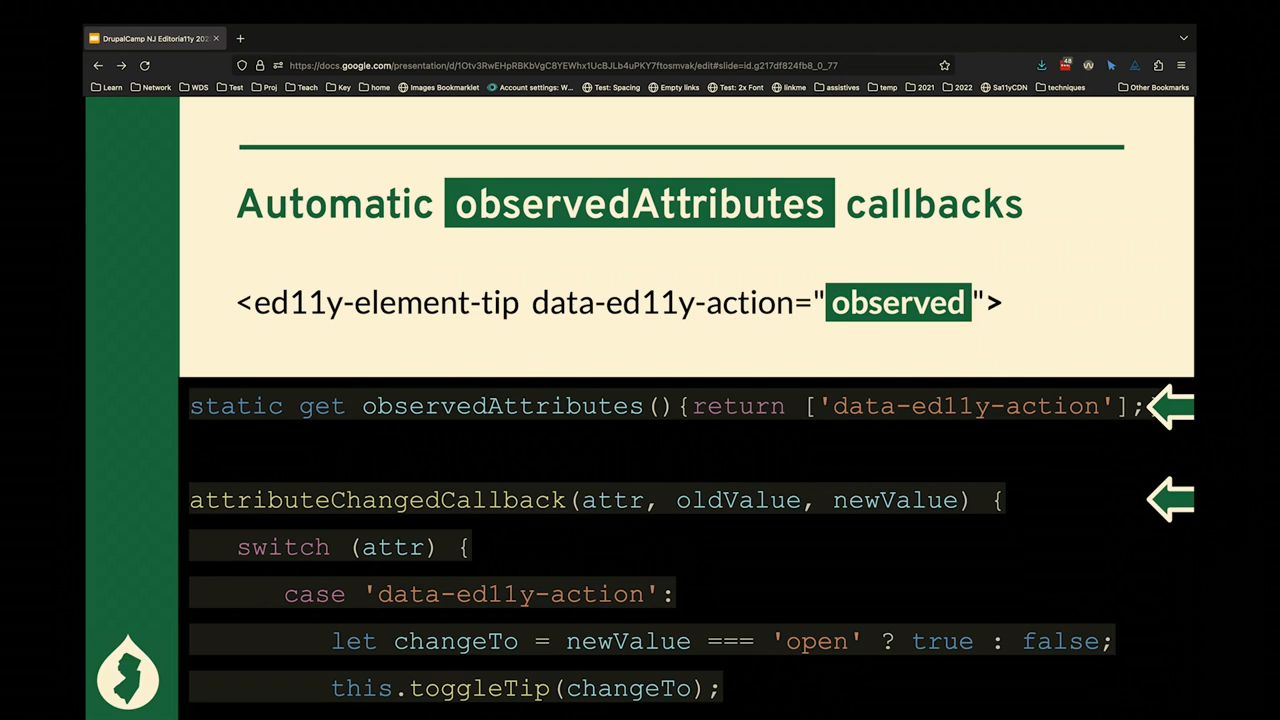 DrupalCamp NJ Editoria11y 202
https://docs.google.com/presentation/d/1Otv3RwEHpRBKbVgC8YEWhx1UcBJLb4uPKY7ftosmvak/edit#slide=id.g217df824fb8_0_77
48
Learn Network WDS Test Proj Teach Key home Images Bookmarklet Account settings: W... Test: Spacing Empty links Test: 2x Font linkme assistives temp 2021 2022 Sa11yCDN techniques Other Bookmarks
Automatic observedAttributes callbacks
<ed11y-element-tip data-ed11y-action="observed">
static get observedAttributes(){return ['data-ed11y-action'];
attributeChangedCallback(attr, oldValue, newValue) {
switch (attr) {
case 'data-ed11y-action':
let changeTo = newValue === 'open' ? true : false;
this.toggleTip(changeTo);